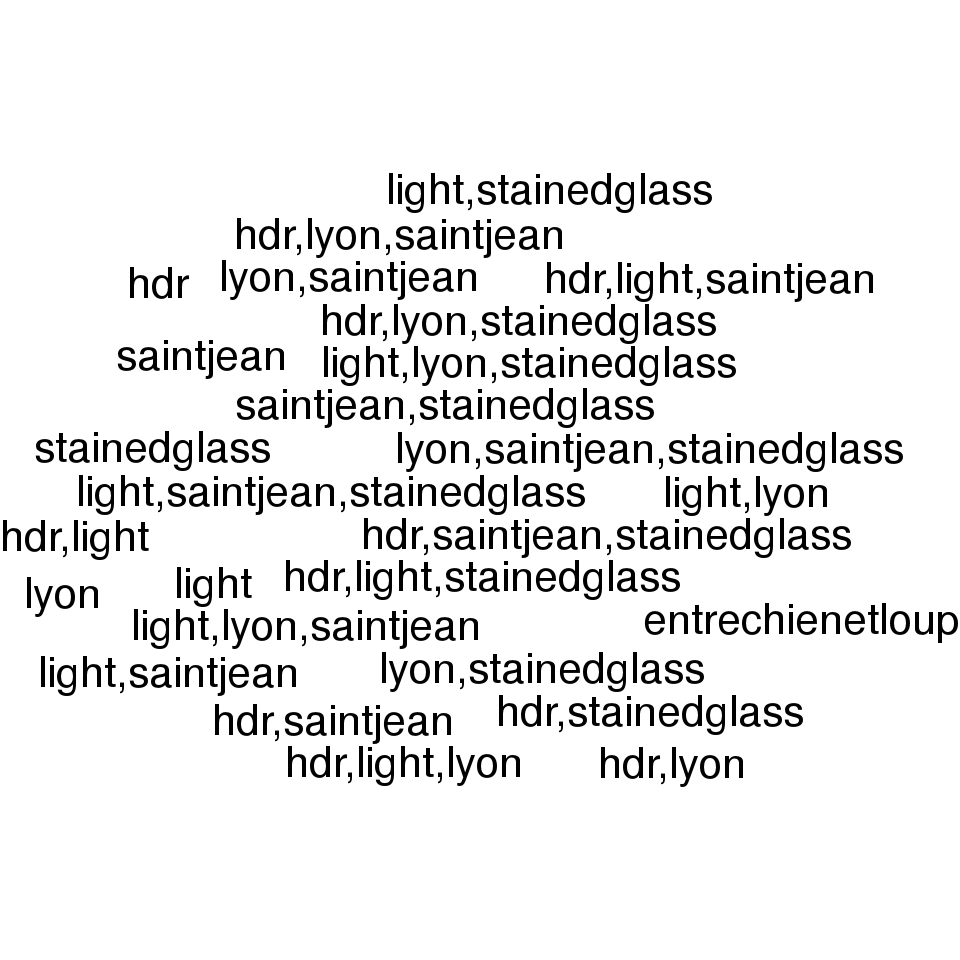 light,stainedglass
hdr,lyon,saintjean
hdr lyon,saintjean hdr,light,saintjean
hdr,lyon,stainedglass
saintjean light,lyon,stainedglass
saintjean,stainedglass
stainedglass lyon,saintjean,stainedglass
light,saintjean,stainedglass light,lyon
hdr,light hdr,saintjean,stainedglass
lyon light hdr,light,stainedglass
light,lyon,saintjean entrechienetloup
light,saintjean lyon,stainedglass
hdr,saintjean hdr,stainedglass
hdr,light,lyon hdr,lyon